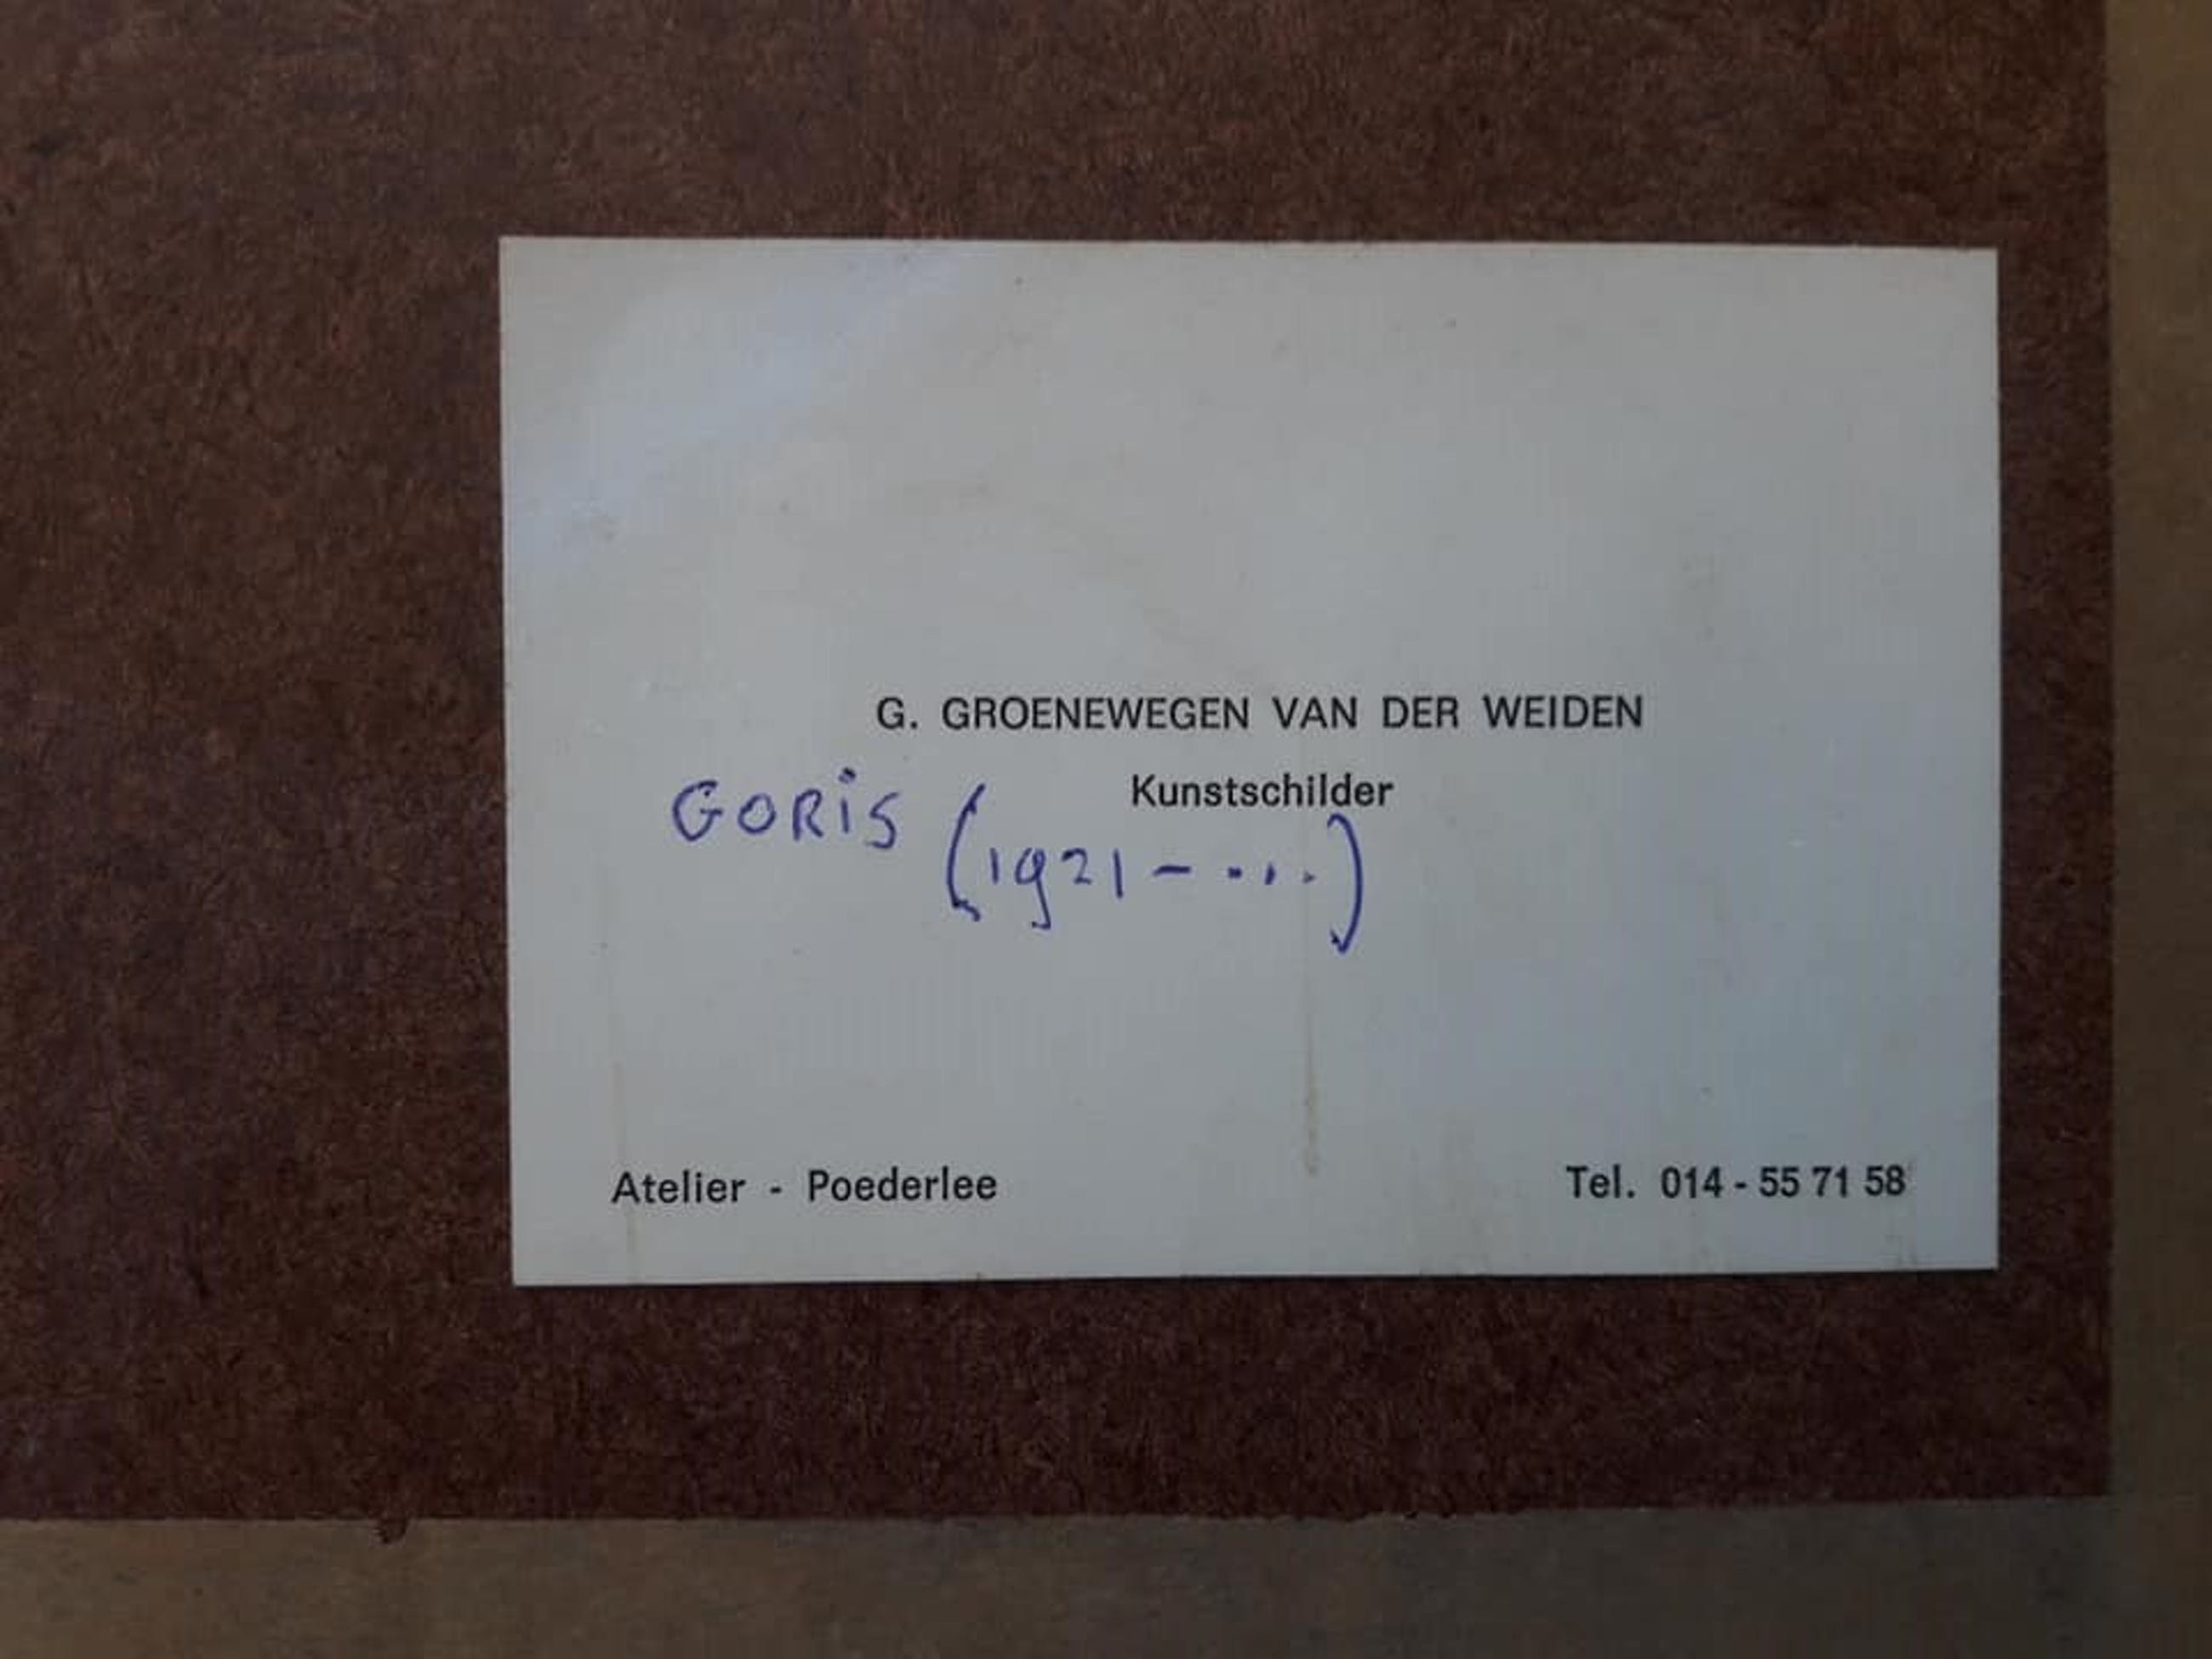 G. GROENEWEGEN VAN DER WEIDEN
Kunstschilder
GORiS (1921 - ....)
Atelier - Poederlee
Tel. 014 - 55 71 58